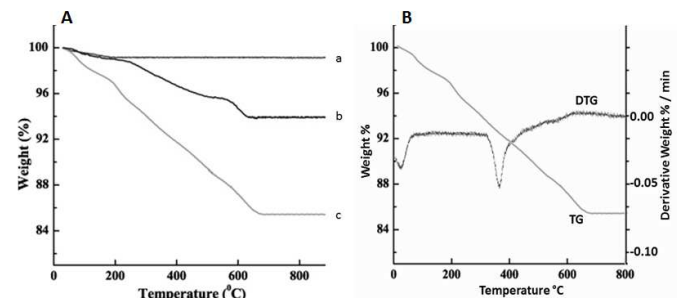 A
B
100
96
92
88
84
Weight (%)
a
b
c
0
200
400
600
800
Temperature (⁰C)
100
96
92
88
84
Weight %
DTG
TG
0.00
-0.05
-0.10
Derivative Weight % / min
0
200
400
600
800
Temperature °C